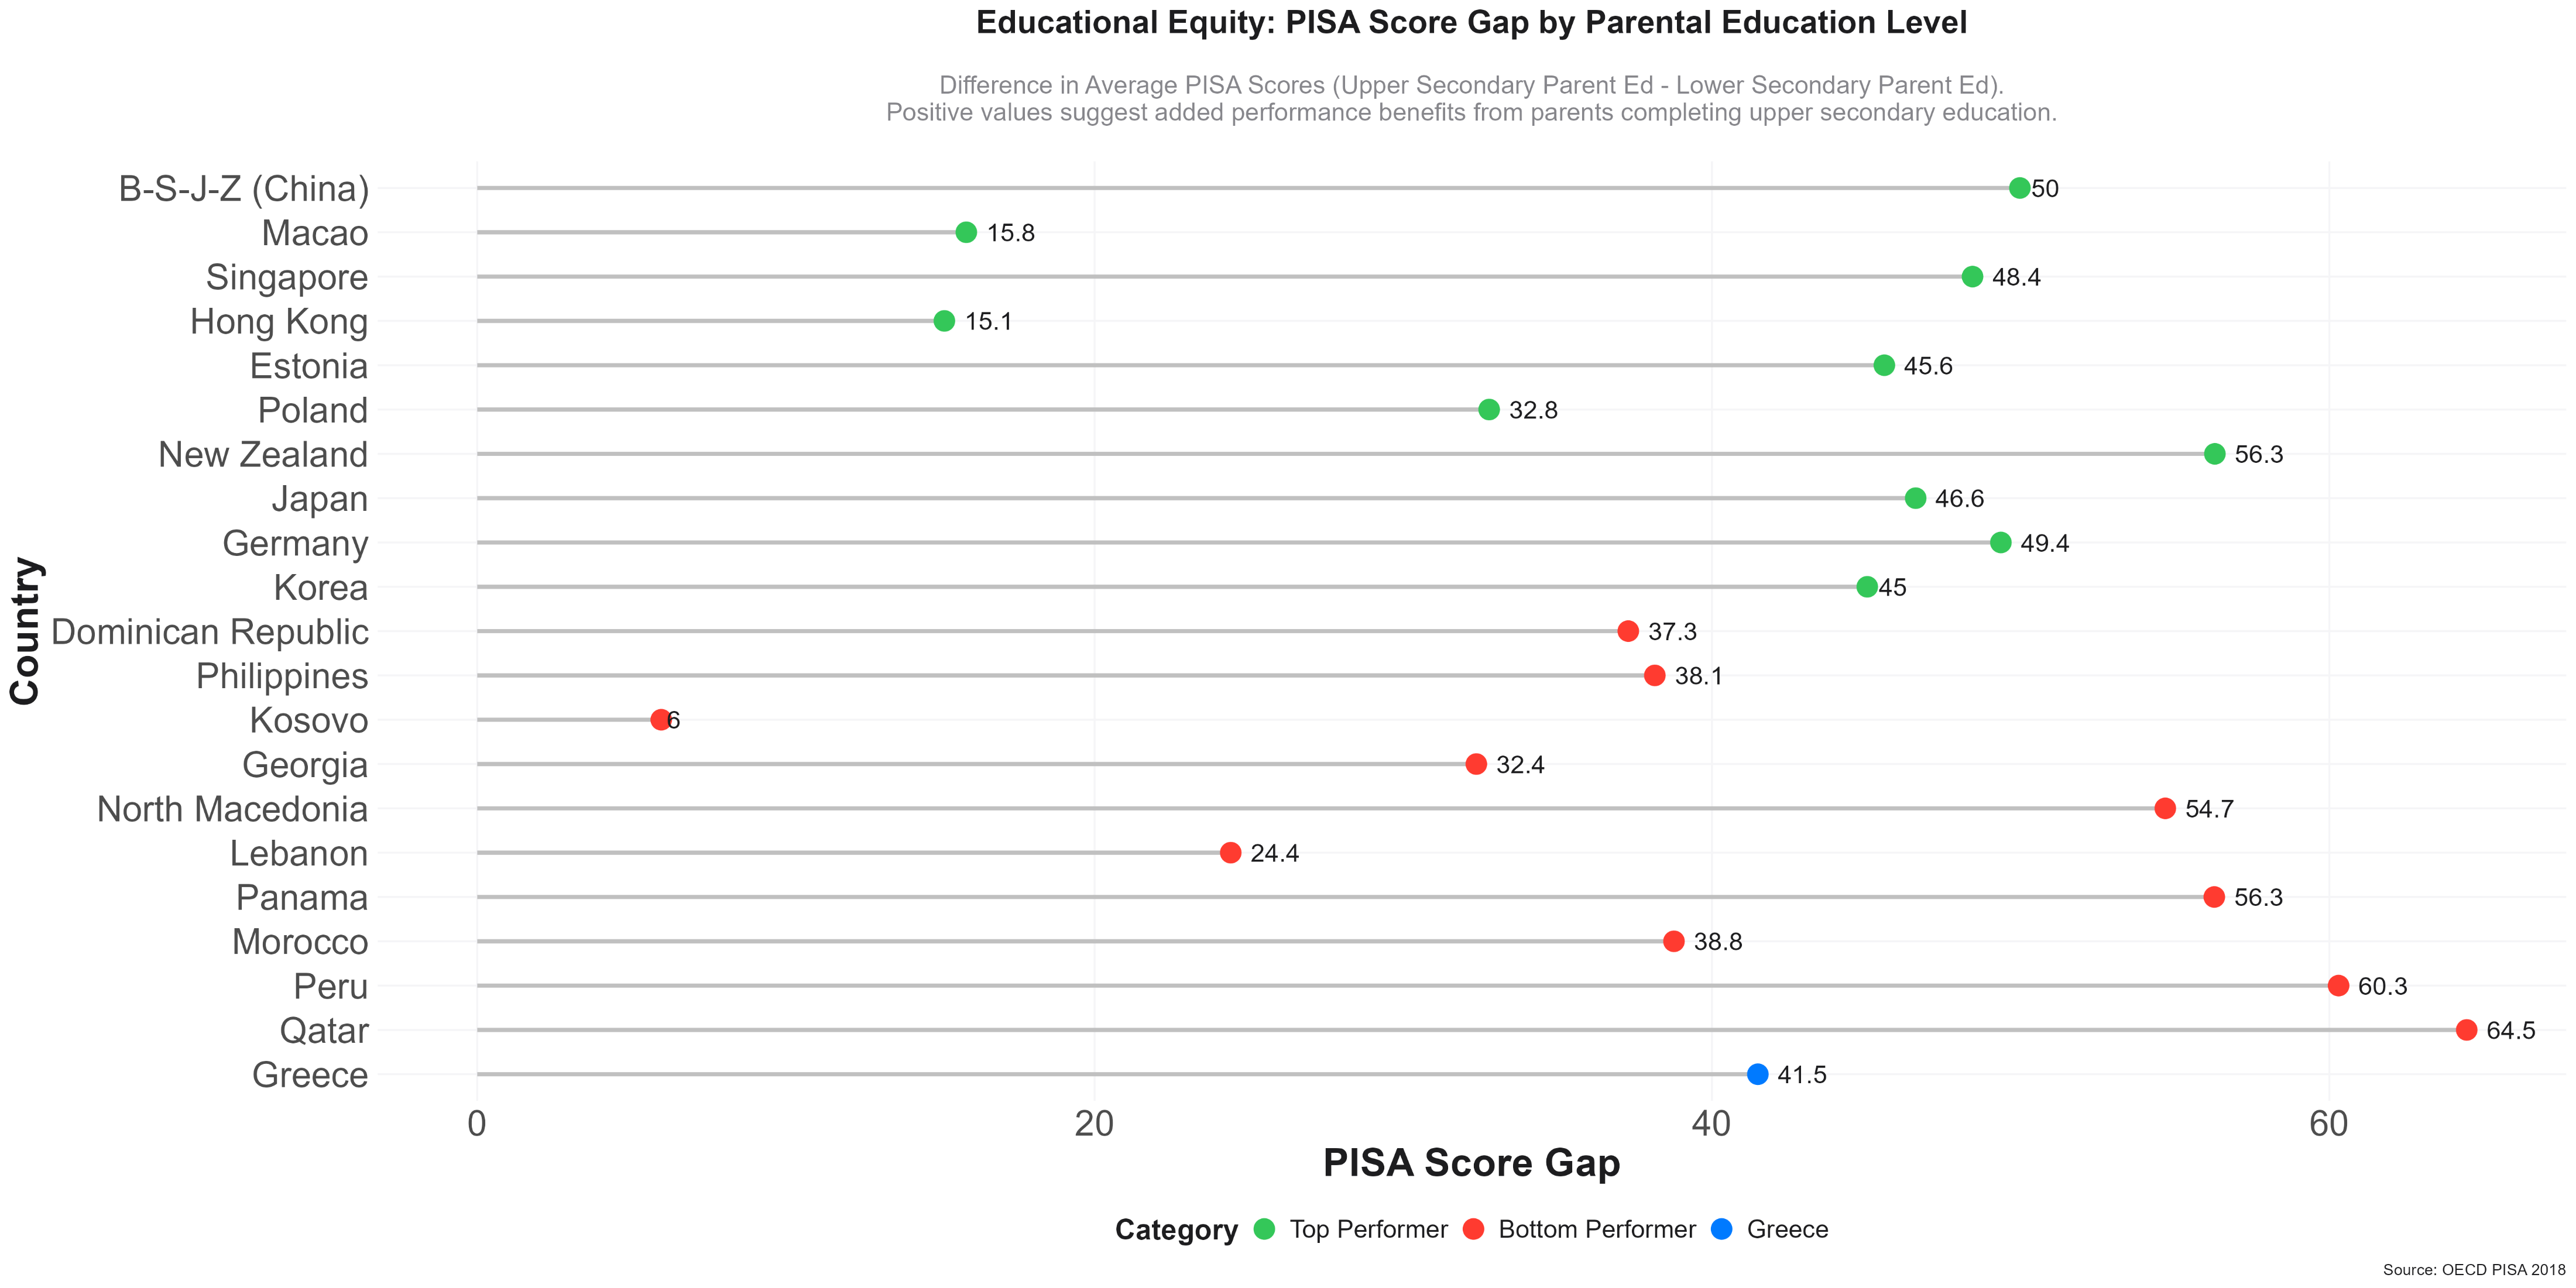 Educational Equity: PISA Score Gap by Parental Education Level
Difference in Average PISA Scores (Upper Secondary Parent Ed - Lower Secondary Parent Ed).
Positive values suggest added performance benefits from parents completing upper secondary education.
Country
B-S-J-Z (China) 50
Macao 15.8
Singapore 48.4
Hong Kong 15.1
Estonia 45.6
Poland 32.8
New Zealand 56.3
Japan 46.6
Germany 49.4
Korea 45
Dominican Republic 37.3
Philippines 38.1
Kosovo 6
Georgia 32.4
North Macedonia 54.7
Lebanon 24.4
Panama 56.3
Morocco 38.8
Peru 60.3
Qatar 64.5
Greece 41.5
0 20 40 60
PISA Score Gap
Category Top Performer Bottom Performer Greece
Source: OECD PISA 2018